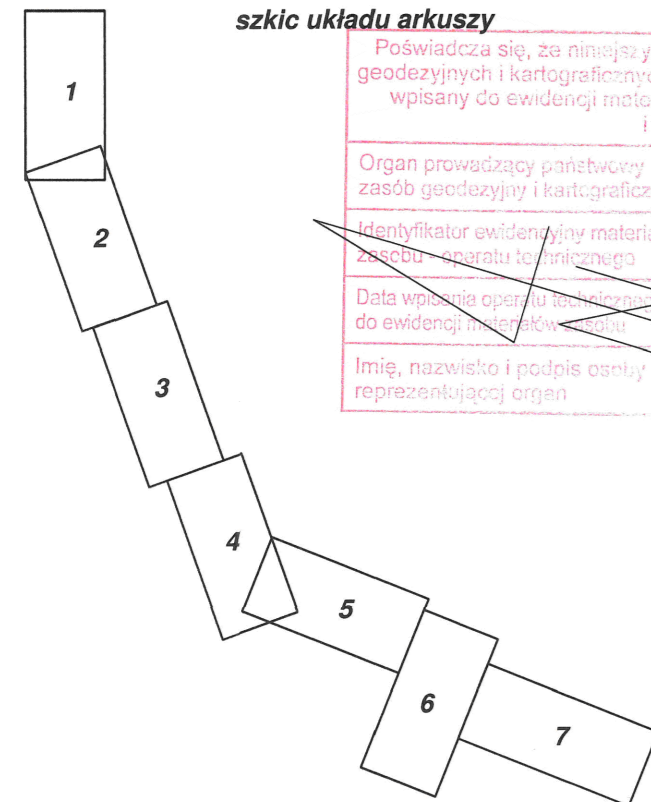 szkic układu arkuszy
Poświadcza się, że niniejszy
geodezyjnych i kartograficznyc
wpisany do ewidencji mate
i
Organ prowadzący państwowy
zasób geodezyjny i kartograficz
Identyfikator ewidencyjny materia
zasobu - operatu technicznego
Data wpisania operatu techniczneg
do ewidencji materiałów zasobu
Imię, nazwisko i podpis osoby
reprezentującej organ
1
2
3
4
5
6
7